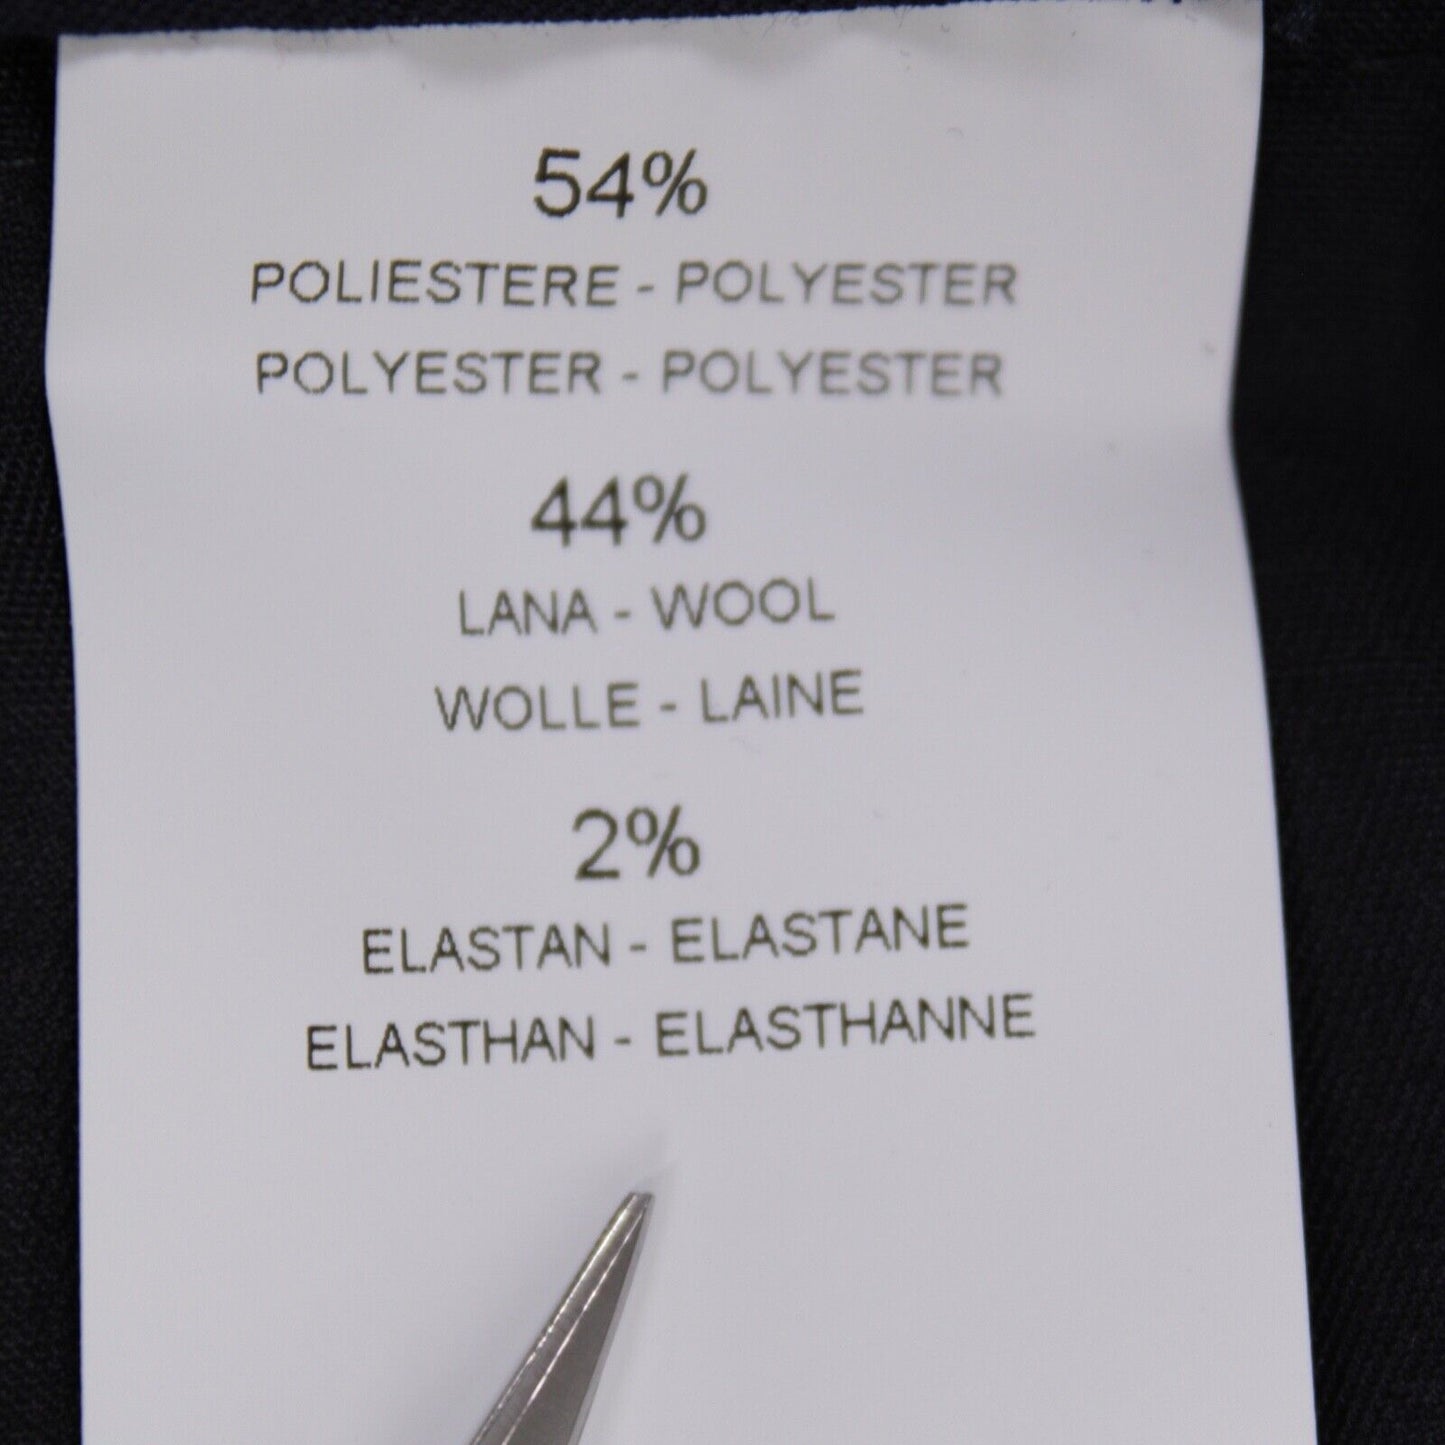 54%
POLIESTERE - POLYESTER
POLYESTER - POLYESTER
44%
LANA - WOOL
WOLLE - LAINE
2%
ELASTAN - ELASTANE
ELASTHAN - ELASTHANNE